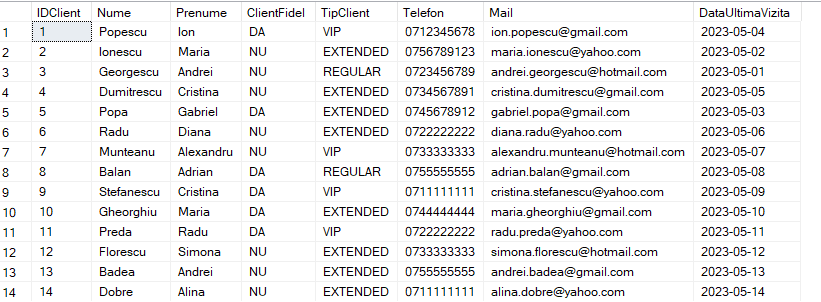 IDClient Nume Prenume ClientFidel TipClient Telefon Mail DataUltimaVizita
1 1 Popescu Ion DA VIP 0712345678 ion.popescu@gmail.com 2023-05-04
2 2 Ionescu Maria NU EXTENDED 0756789123 maria.ionescu@yahoo.com 2023-05-02
3 3 Georgescu Andrei NU REGULAR 0723456789 andrei.georgescu@hotmail.com 2023-05-01
4 4 Dumitrescu Cristina NU EXTENDED 0734567891 cristina.dumitrescu@gmail.com 2023-05-05
5 5 Popa Gabriel DA EXTENDED 0745678912 gabriel.popa@gmail.com 2023-05-03
6 6 Radu Diana NU EXTENDED 0722222222 diana.radu@yahoo.com 2023-05-06
7 7 Munteanu Alexandru NU VIP 0733333333 alexandru.munteanu@hotmail.com 2023-05-07
8 8 Balan Adrian DA REGULAR 0755555555 adrian.balan@gmail.com 2023-05-08
9 9 Stefanescu Cristina DA VIP 0711111111 cristina.stefanescu@yahoo.com 2023-05-09
10 10 Gheorghiu Maria DA EXTENDED 0744444444 maria.gheorghiu@gmail.com 2023-05-10
11 11 Preda Radu DA VIP 0722222222 radu.preda@yahoo.com 2023-05-11
12 12 Florescu Simona NU EXTENDED 0733333333 simona.florescu@hotmail.com 2023-05-12
13 13 Badea Andrei NU EXTENDED 0755555555 andrei.badea@gmail.com 2023-05-13
14 14 Dobre Alina NU EXTENDED 0711111111 alina.dobre@yahoo.com 2023-05-14